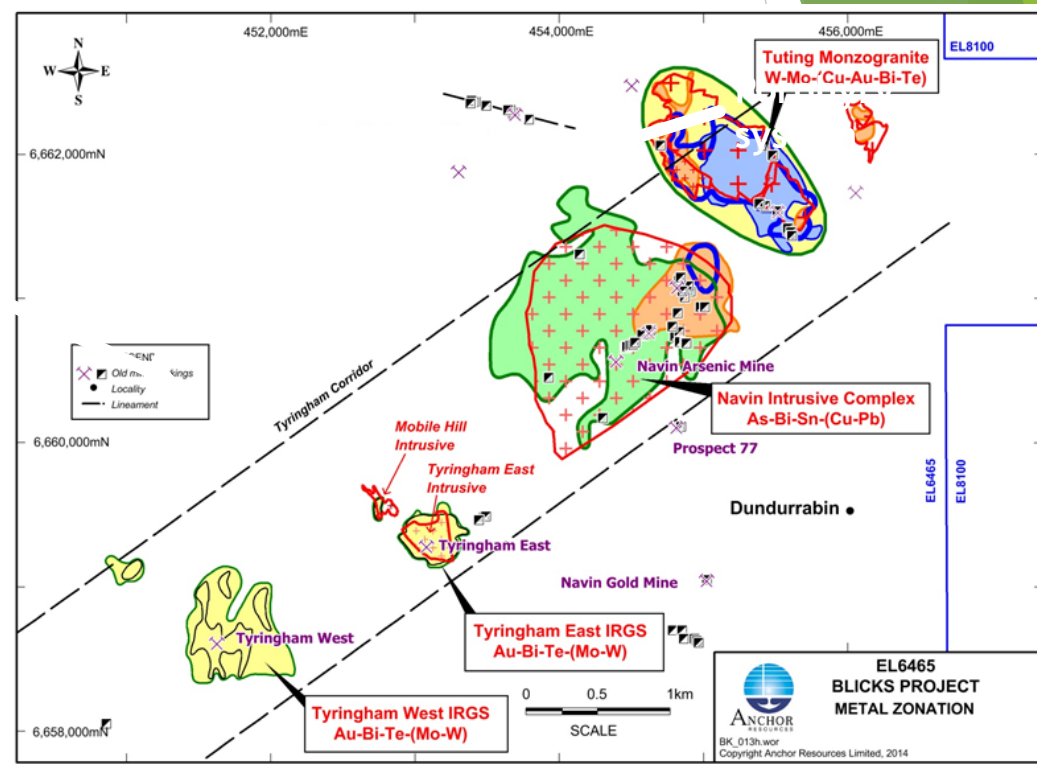 452,000mE
454,000mE
456,000mE
EL8100
N
W E
S
Tuting Monzogranite
W-Mo-(Cu-Au-Bi-Te)
sys
6,662,000mN
Old
Locality
Lineament
Tyringham Corridor
Navin Arsenic Mine
Navin Intrusive Complex
As-Bi-Sn-(Cu-Pb)
6,660,000mN
Mobile Hill
Intrusive
Tyringham East
Intrusive
Prospect 77
EL6465
EL8100
Dundurrabin
Tyringham East
Navin Gold Mine
Tyringham West
Tyringham East IRGS
Au-Bi-Te-(Mo-W)
Tyringham West IRGS
Au-Bi-Te-(Mo-W)
0 0.5 1km
SCALE
6,658,000mN
EL6465
BLICKS PROJECT
METAL ZONATION
ANCHOR
RESOURCES
BK_013h.wor
Copyright Anchor Resources Limited, 2014